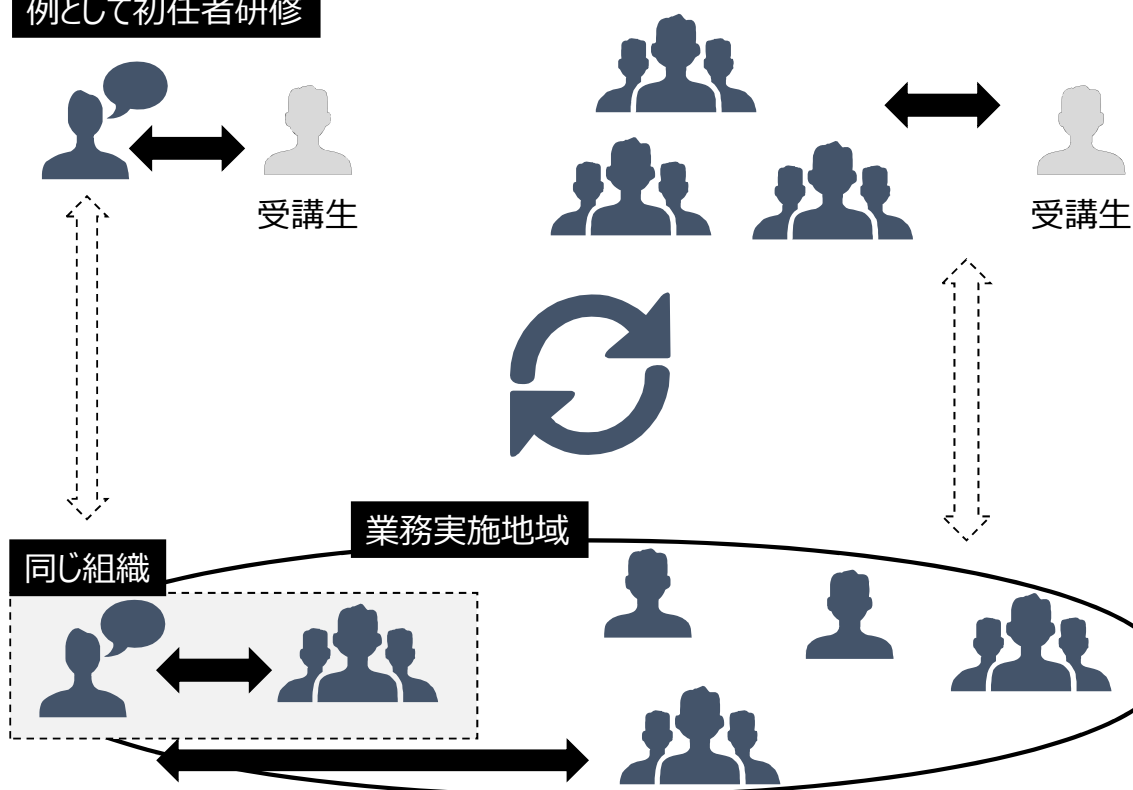 例として初任者研修
受講生
受講生
業務実施地域
同じ組織